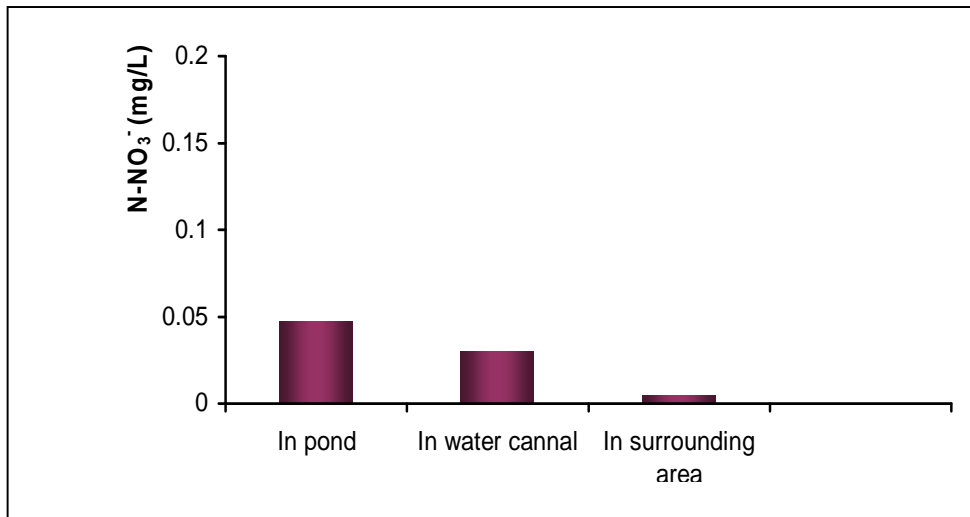 N-NO₃⁻ (mg/L)
0.2
0.15
0.1
0.05
0
In pond
In water cannal
In surrounding
area